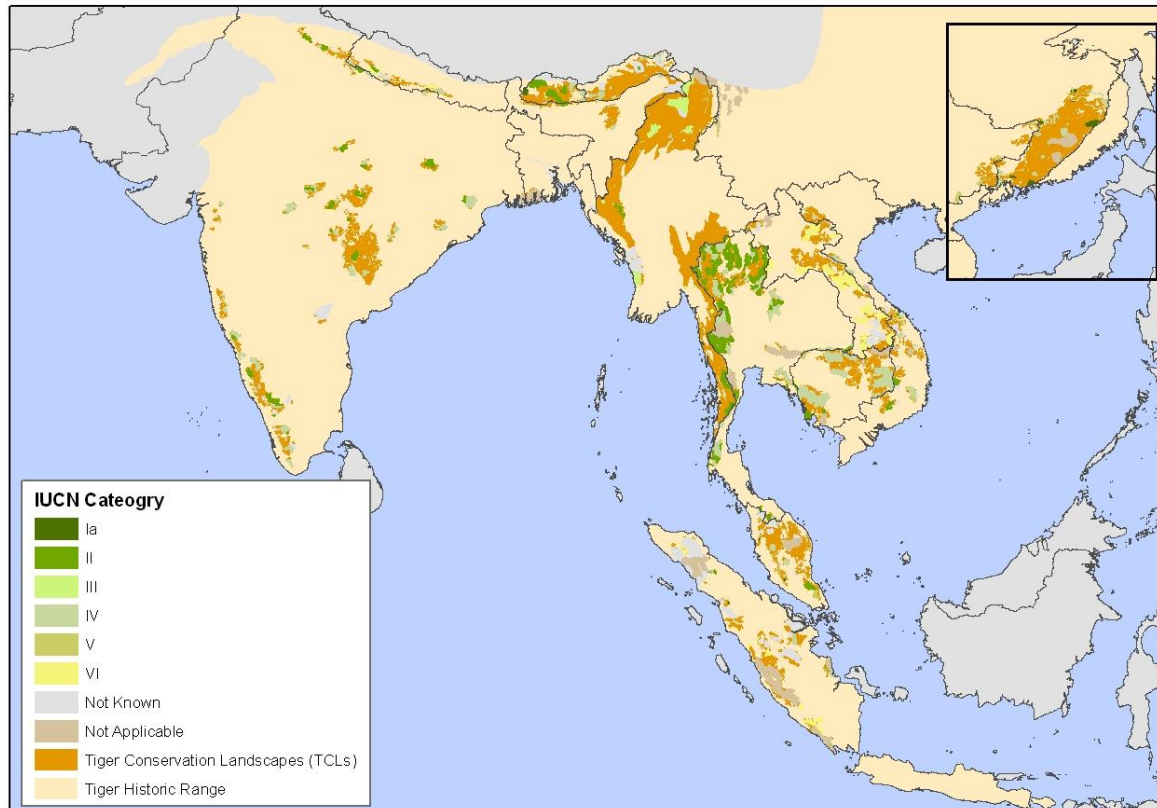 IUCN Cateogry
Ia
II
III
IV
V
VI
Not Known
Not Applicable
Tiger Conservation Landscapes (TCLs)
Tiger Historic Range